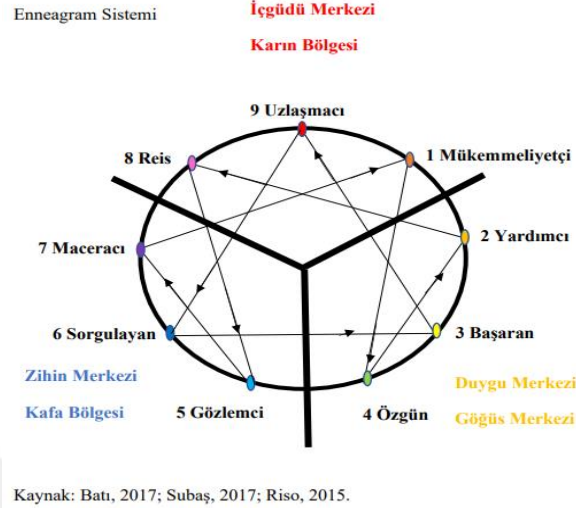 Enneagram Sistemi
İçgüdü Merkezi
Karın Bölgesi
9 Uzlaşmacı
8 Reis
1 Mükemmeliyetçi
7 Maceracı
2 Yardımcı
6 Sorgulayan
3 Başaran
Zihin Merkezi
Kafa Bölgesi
5 Gözlemci
4 Özgün
Duygu Merkezi
Göğüs Merkezi
Kaynak: Batı, 2017; Subaş, 2017; Riso, 2015.